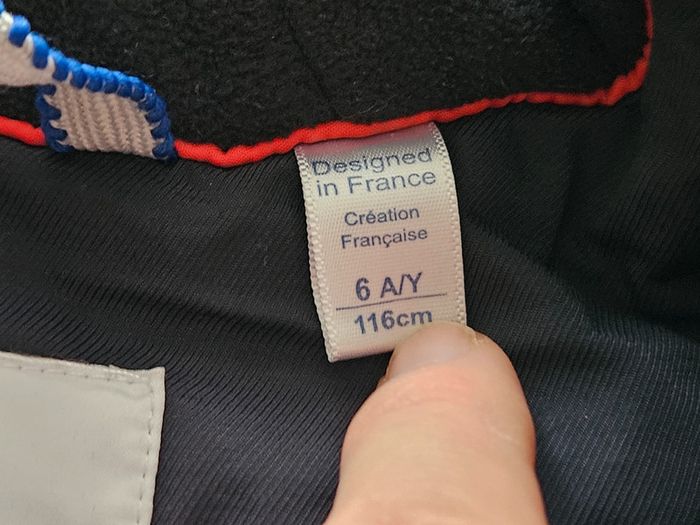 Designed
in France
Création
Française
6 A/Y
116cm